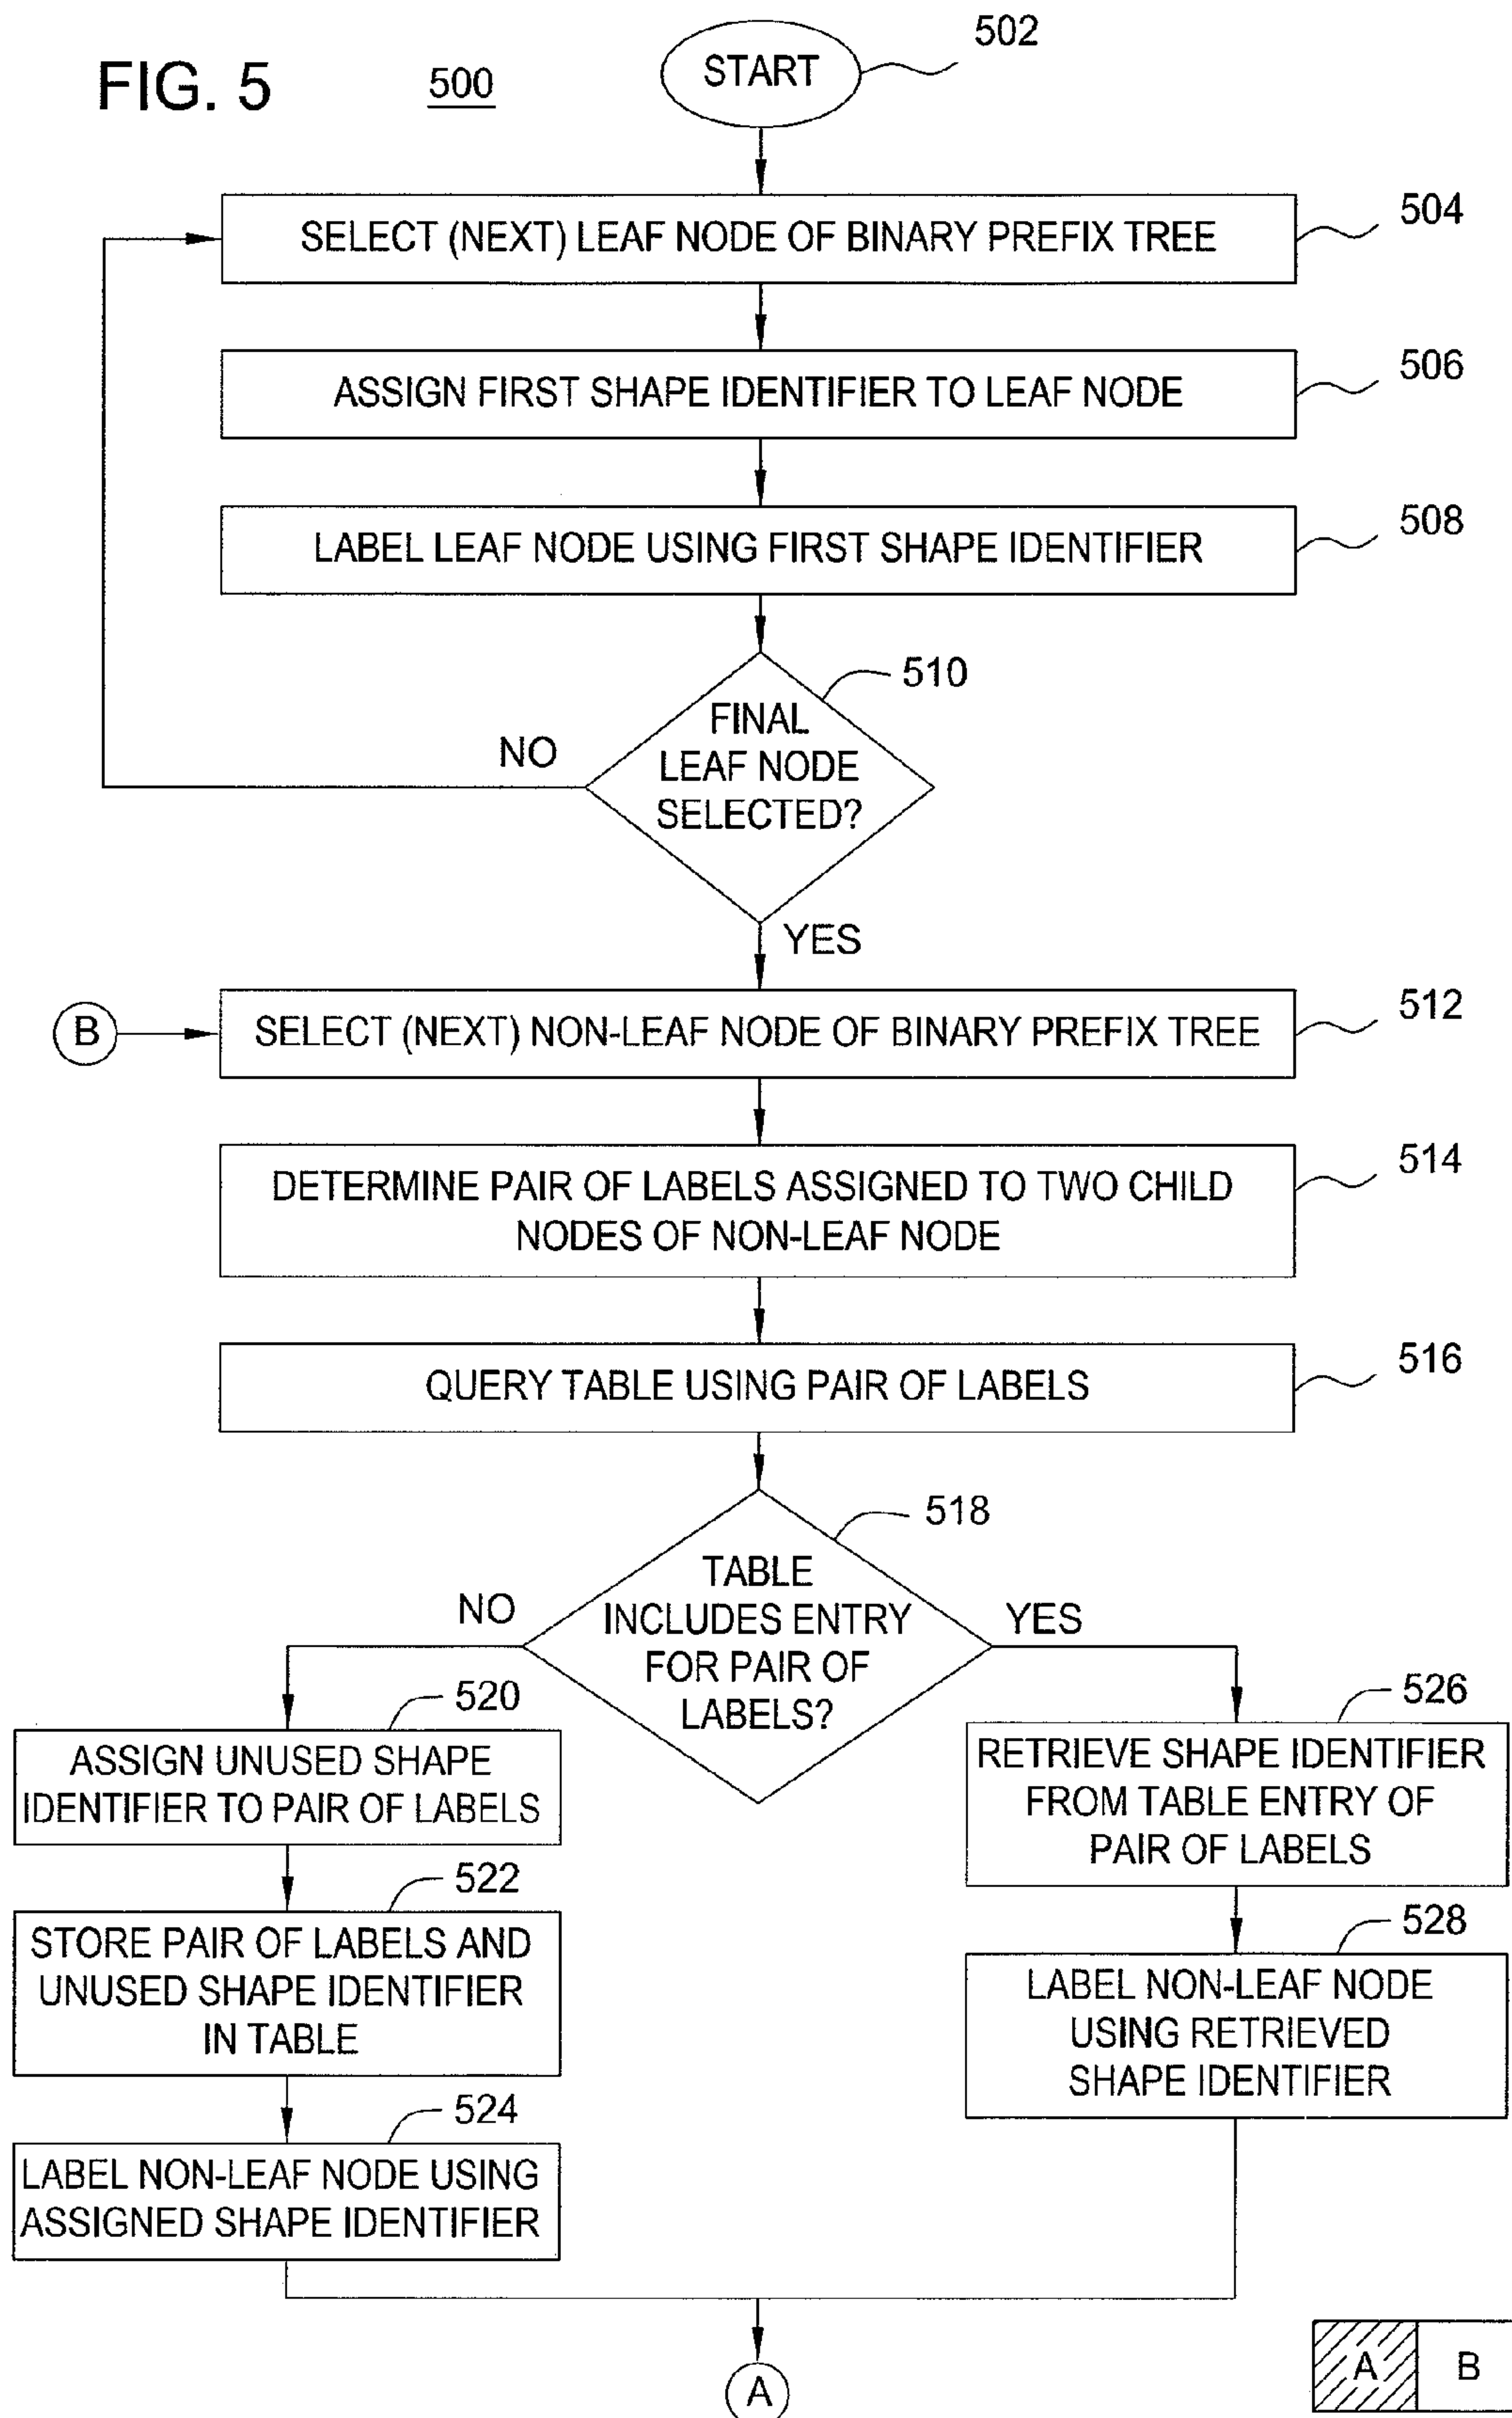 FIG. 5
500
START
502
SELECT (NEXT) LEAF NODE OF BINARY PREFIX TREE
504
ASSIGN FIRST SHAPE IDENTIFIER TO LEAF NODE
506
LABEL LEAF NODE USING FIRST SHAPE IDENTIFIER
508
510
FINAL
LEAF NODE
SELECTED?
NO
YES
B
SELECT (NEXT) NON-LEAF NODE OF BINARY PREFIX TREE
512
DETERMINE PAIR OF LABELS ASSIGNED TO TWO CHILD
NODES OF NON-LEAF NODE
514
QUERY TABLE USING PAIR OF LABELS
516
518
TABLE
INCLUDES ENTRY
FOR PAIR OF
LABELS?
NO
YES
520
ASSIGN UNUSED SHAPE
IDENTIFIER TO PAIR OF LABELS
522
STORE PAIR OF LABELS AND
UNUSED SHAPE IDENTIFIER
IN TABLE
524
LABEL NON-LEAF NODE USING
ASSIGNED SHAPE IDENTIFIER
526
RETRIEVE SHAPE IDENTIFIER
FROM TABLE ENTRY OF
PAIR OF LABELS
528
LABEL NON-LEAF NODE
USING RETRIEVED
SHAPE IDENTIFIER
A
A
B